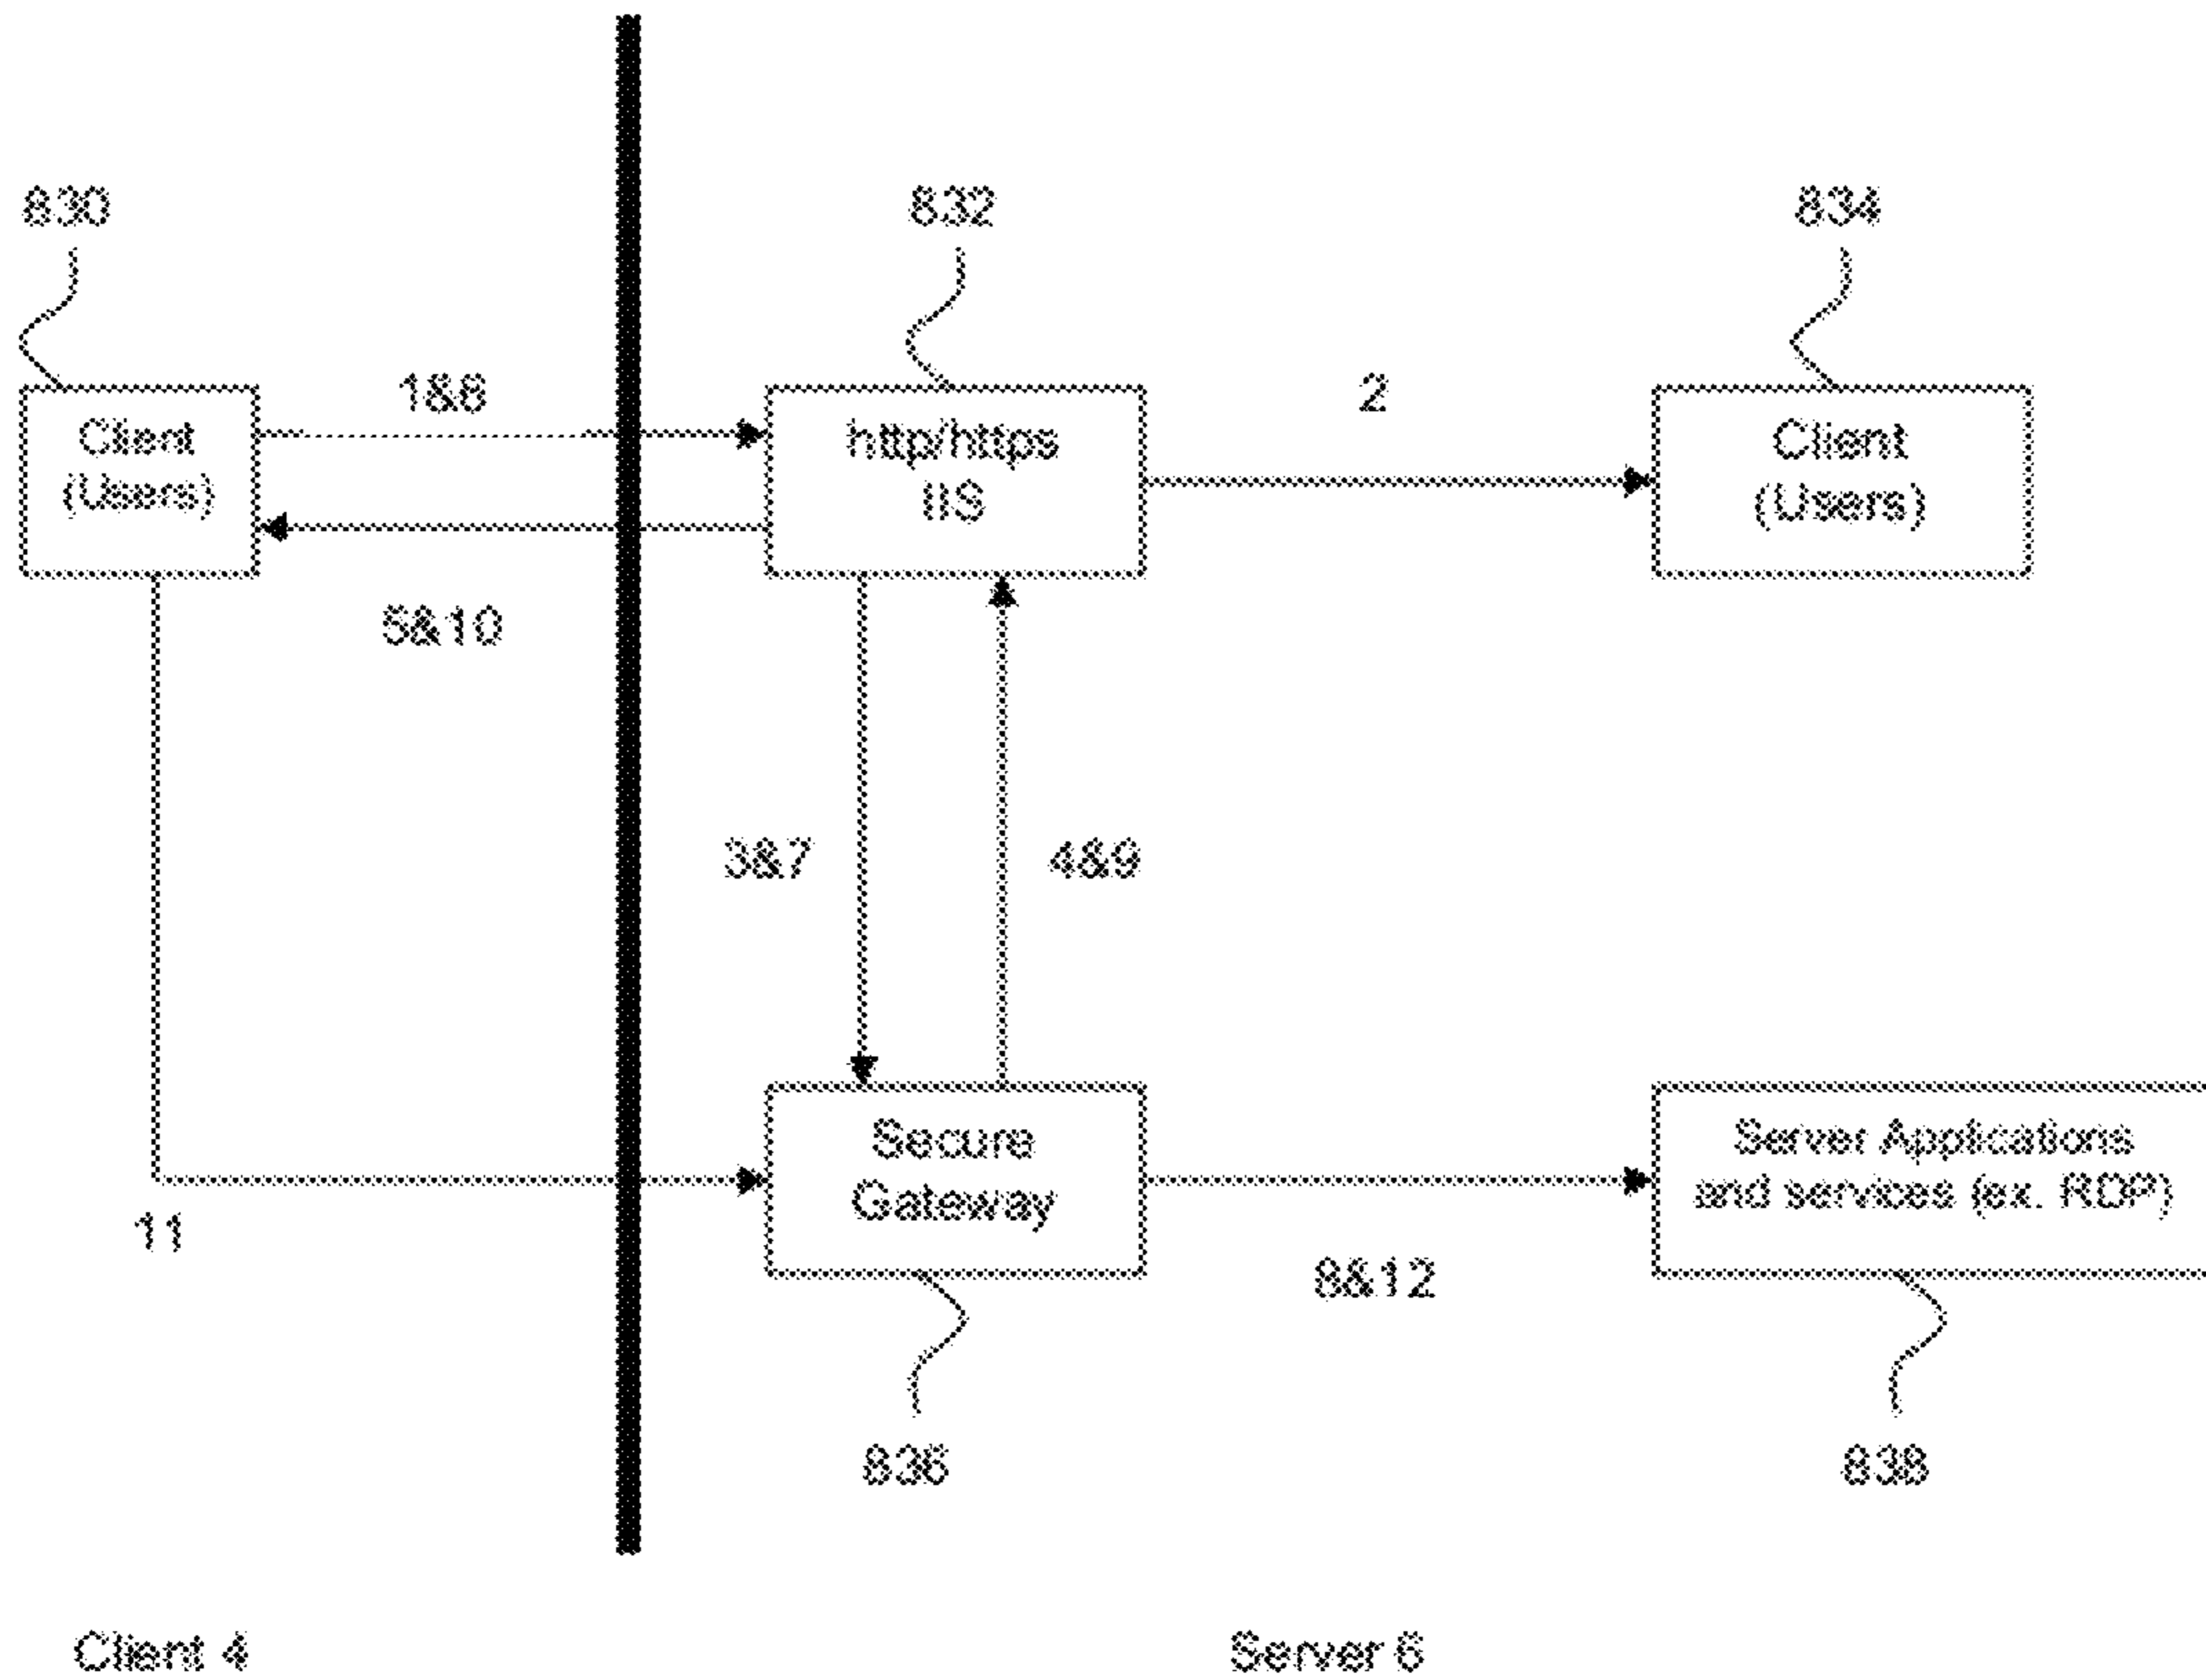 830
832
834
Client
(Users)
1&6
http/https
IIS
2
Client
(Users)
5&10
3&7
4&9
Secure
Gateway
Server Applications
and services (ex. RDP)
11
8&12
836
838
Client 4
Server 6